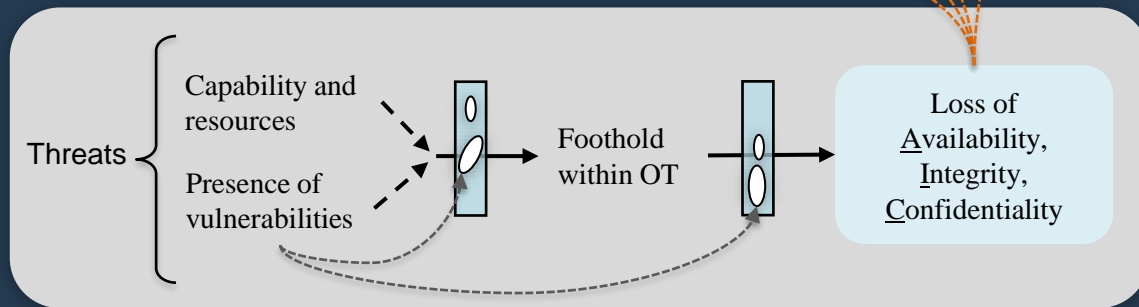 Threats
Capability and
resources
Presence of
vulnerabilities
Foothold
within OT
Loss of
Availability,
Integrity,
Confidentiality